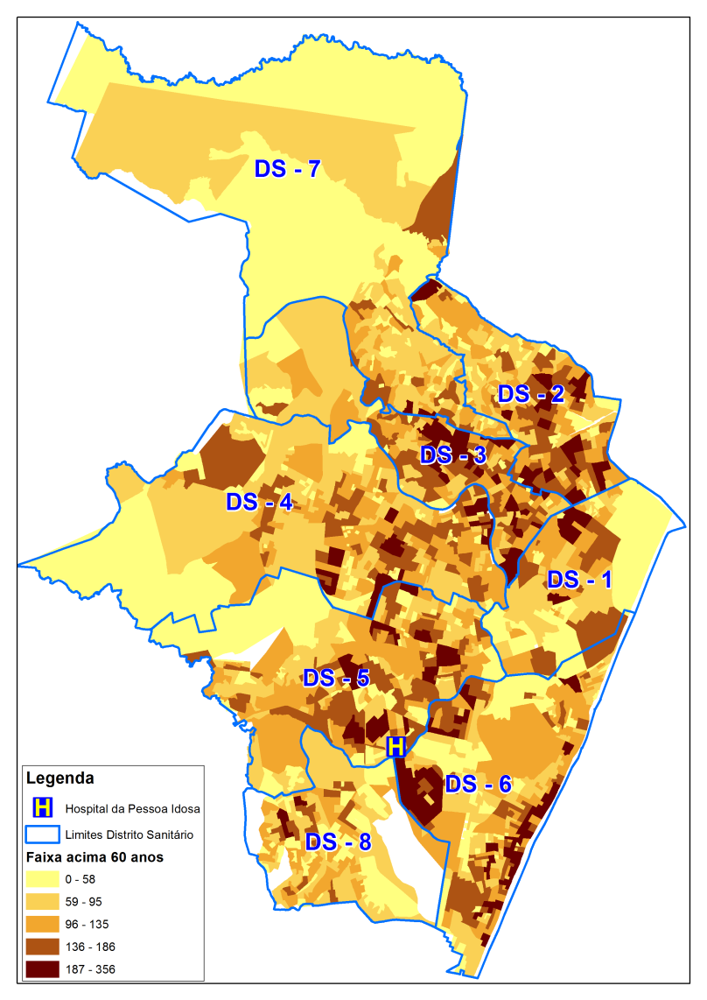 DS - 7
DS - 2
DS - 3
DS - 4
DS - 1
DS - 5
H
DS - 6
DS - 8
Legenda
H Hospital da Pessoa Idosa
Limites Distrito Sanitário
Faixa acima 60 anos
0 - 58
59 - 95
96 - 135
136 - 186
187 - 356